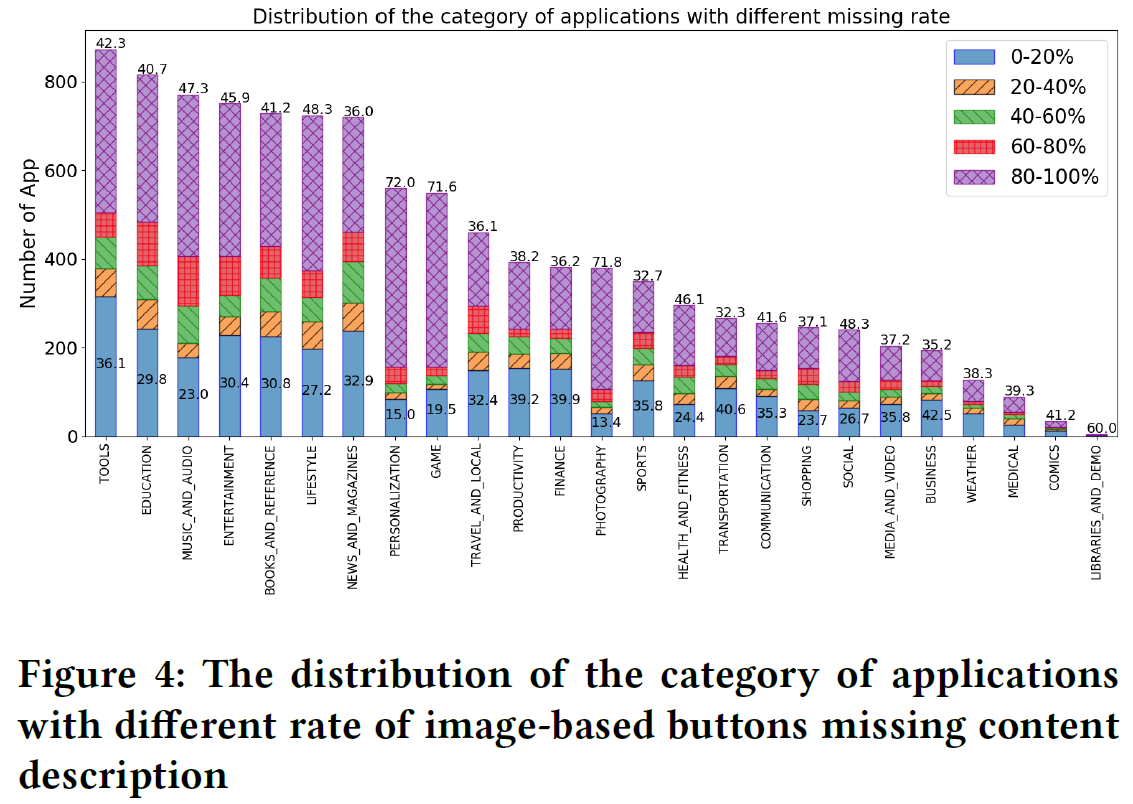 Distribution of the category of applications with different missing rate
Number of App
800
600
400
200
0
0-20%
20-40%
40-60%
60-80%
80-100%
42.3
40.7
47.3
45.9
41.2
48.3
36.0
72.0
71.6
36.1
38.2
36.2
71.8
32.7
46.1
32.3
41.6
37.1
48.3
37.2
35.2
38.3
39.3
41.2
60.0
36.1
29.8
23.0
30.4
30.8
27.2
32.9
15.0
19.5
32.4
39.2
39.9
13.4
35.8
24.4
40.6
35.3
23.7
26.7
35.8
42.5
TOOLS
EDUCATION
MUSIC_AND_AUDIO
ENTERTAINMENT
BOOKS_AND_REFERENCE
LIFESTYLE
NEWS_AND_MAGAZINES
PERSONALIZATION
GAME
TRAVEL_AND_LOCAL
PRODUCTIVITY
FINANCE
PHOTOGRAPHY
SPORTS
HEALTH_AND_FITNESS
TRANSPORTATION
COMMUNICATION
SHOPPING
SOCIAL
MEDIA_AND_VIDEO
BUSINESS
WEATHER
MEDICAL
COMICS
LIBRARIES_AND_DEMO
Figure 4: The distribution of the category of applications
with different rate of image-based buttons missing content
description